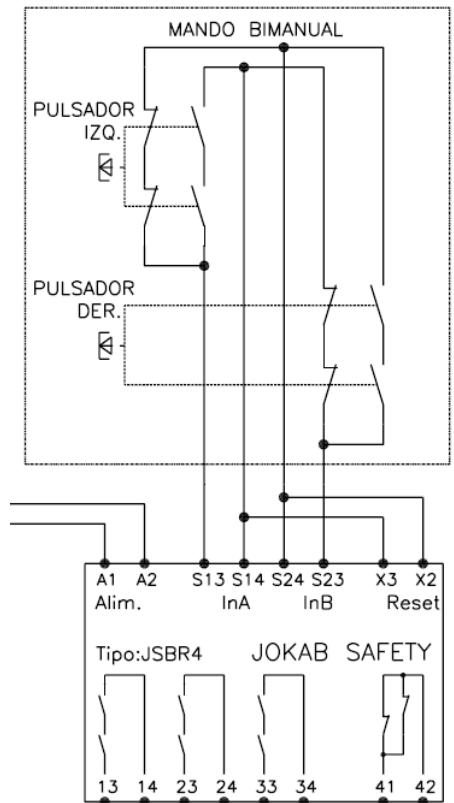 MANDO BIMANUAL
PULSADOR
IZQ.
PULSADOR
DER.
A1 A2 S13 S14 S24 S23 X3 X2
Alim. InA InB Reset
Tipo:JSBR4 JOKAB SAFETY
13 14 23 24 33 34 41 42